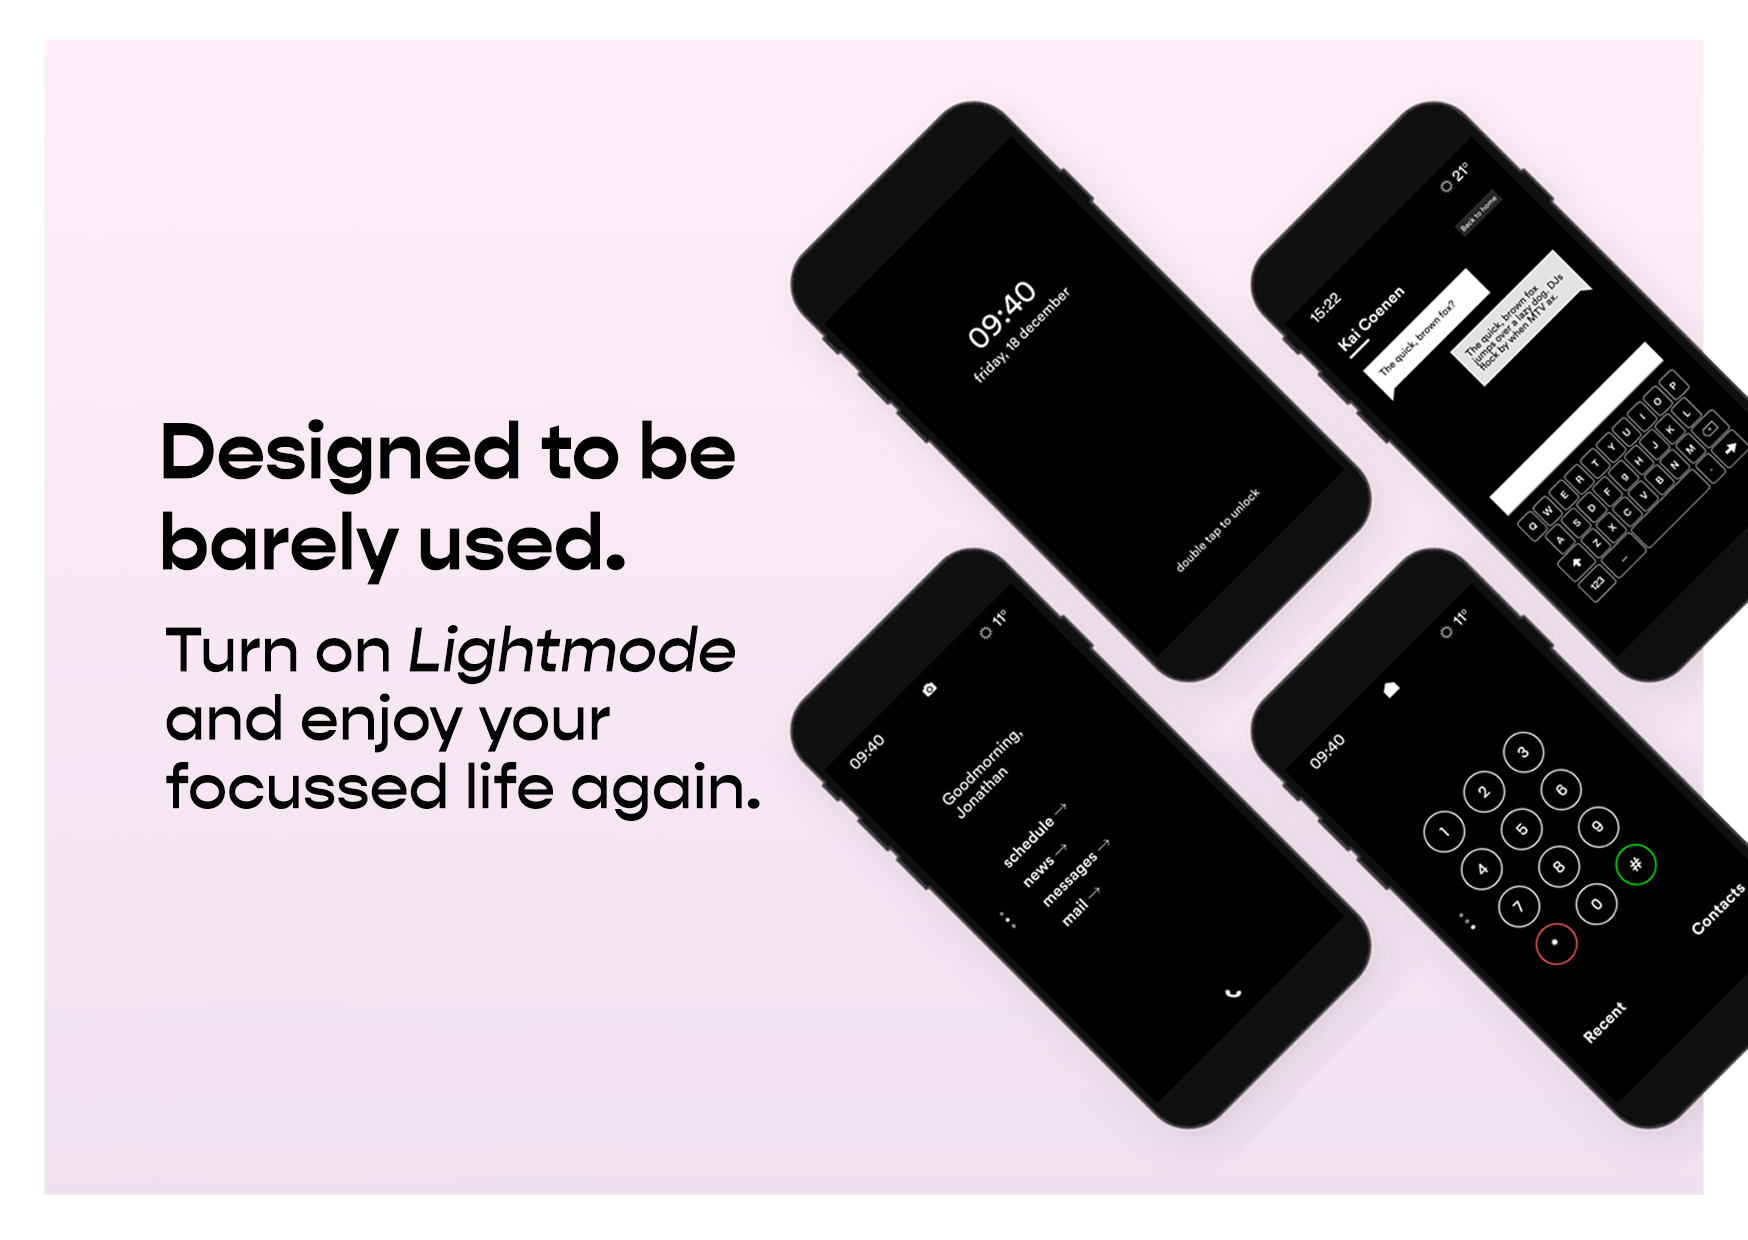 Designed to be
barely used.
Turn on Lightmode
and enjoy your
focussed life again.
09:40
friday, 18 december
double tap to unlock
15:22
21°
Back to home
Kai Coenen
The quick, brown fox?
The quick, brown fox
jumps over a lazy dog. DJs
flock by when MTV ax.
Q W E R T Y U I O P
A S D F g H J K L
Z X C V B N M
123 _ .
09:40
11°
Goodmorning,
Jonathan
schedule →
news →
messages →
mail →
09:40
11°
1 2 3
4 5 6
7 8 9
* 0 #
Recent
Contacts